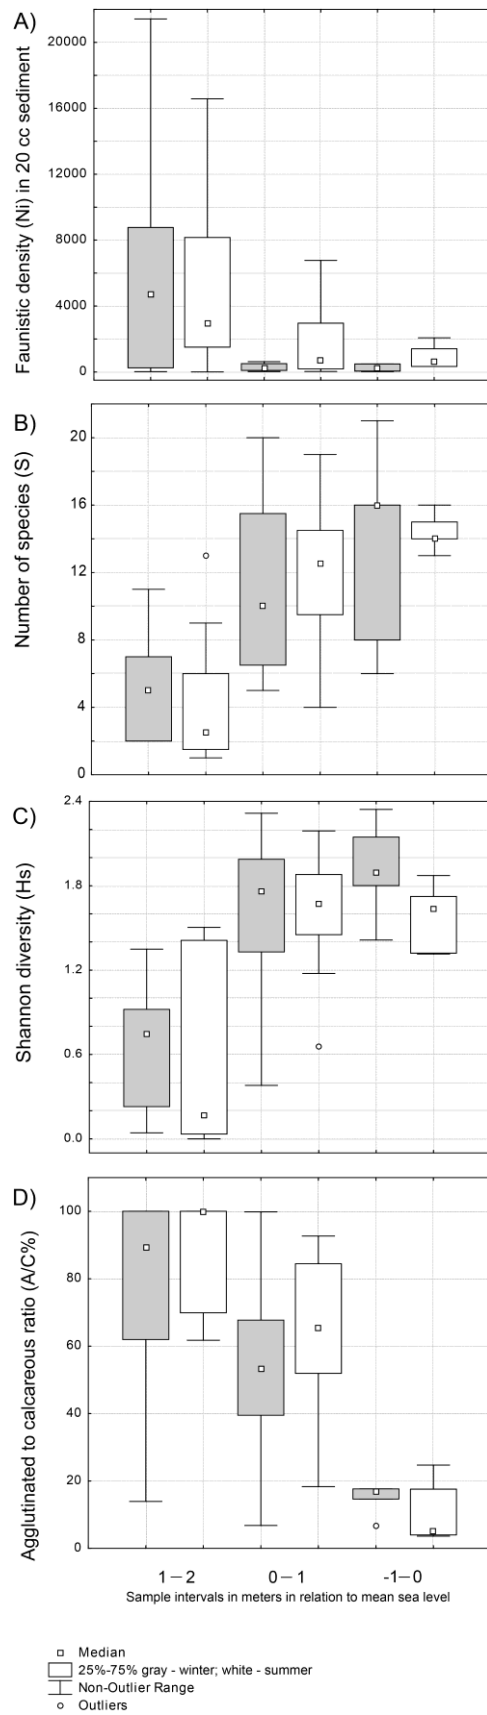 A)
Faunistic density (Ni) in 20 cc sediment
20000
16000
12000
8000
4000
0
B)
Number of species (S)
20
16
12
8
4
0
C)
Shannon diversity (Hs)
2.4
1.8
1.2
0.6
0.0
D)
Agglutinated to calcareous ratio (A/C%)
100
80
60
40
20
0
1—2 0—1 -1—0
Sample intervals in meters in relation to mean sea level
Median
25%-75% gray - winter; white - summer
Non-Outlier Range
Outliers